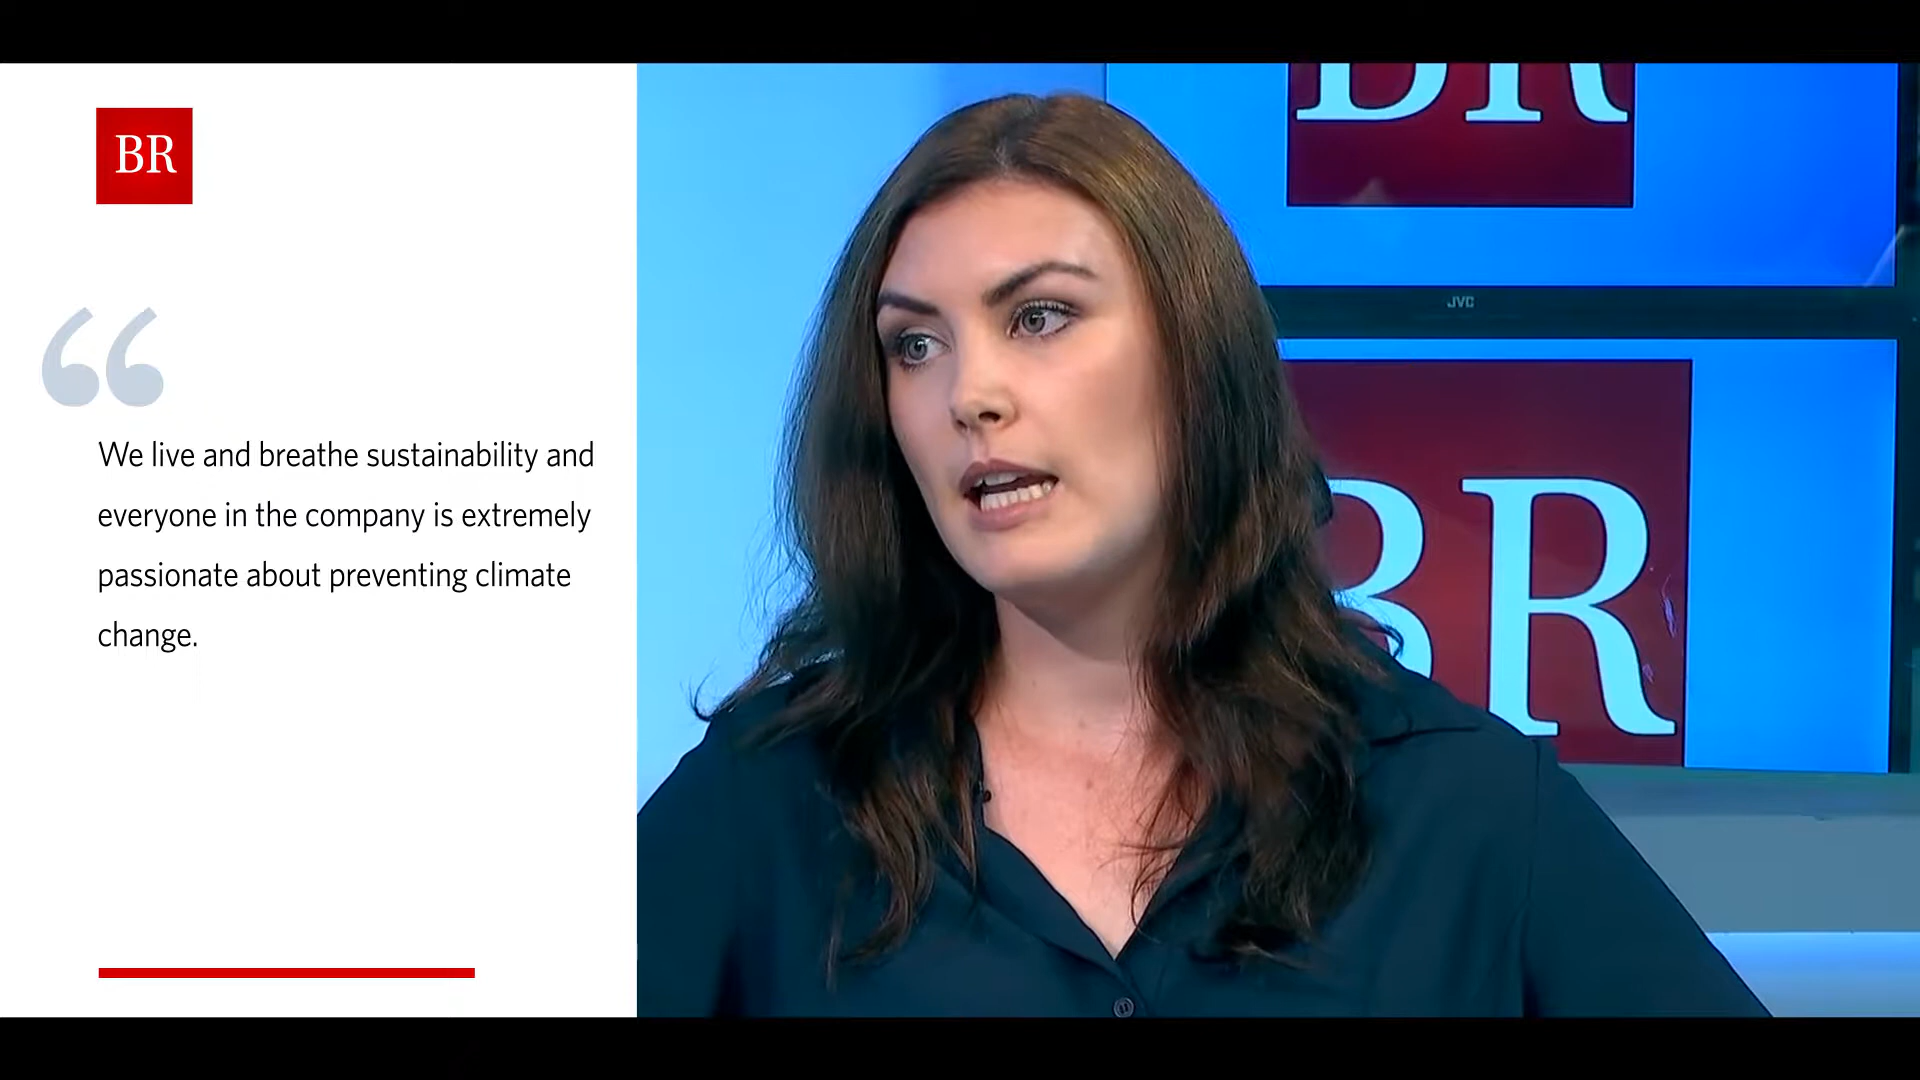 BR
We live and breathe sustainability and
everyone in the company is extremely
passionate about preventing climate
change.
BR
JVC
BR